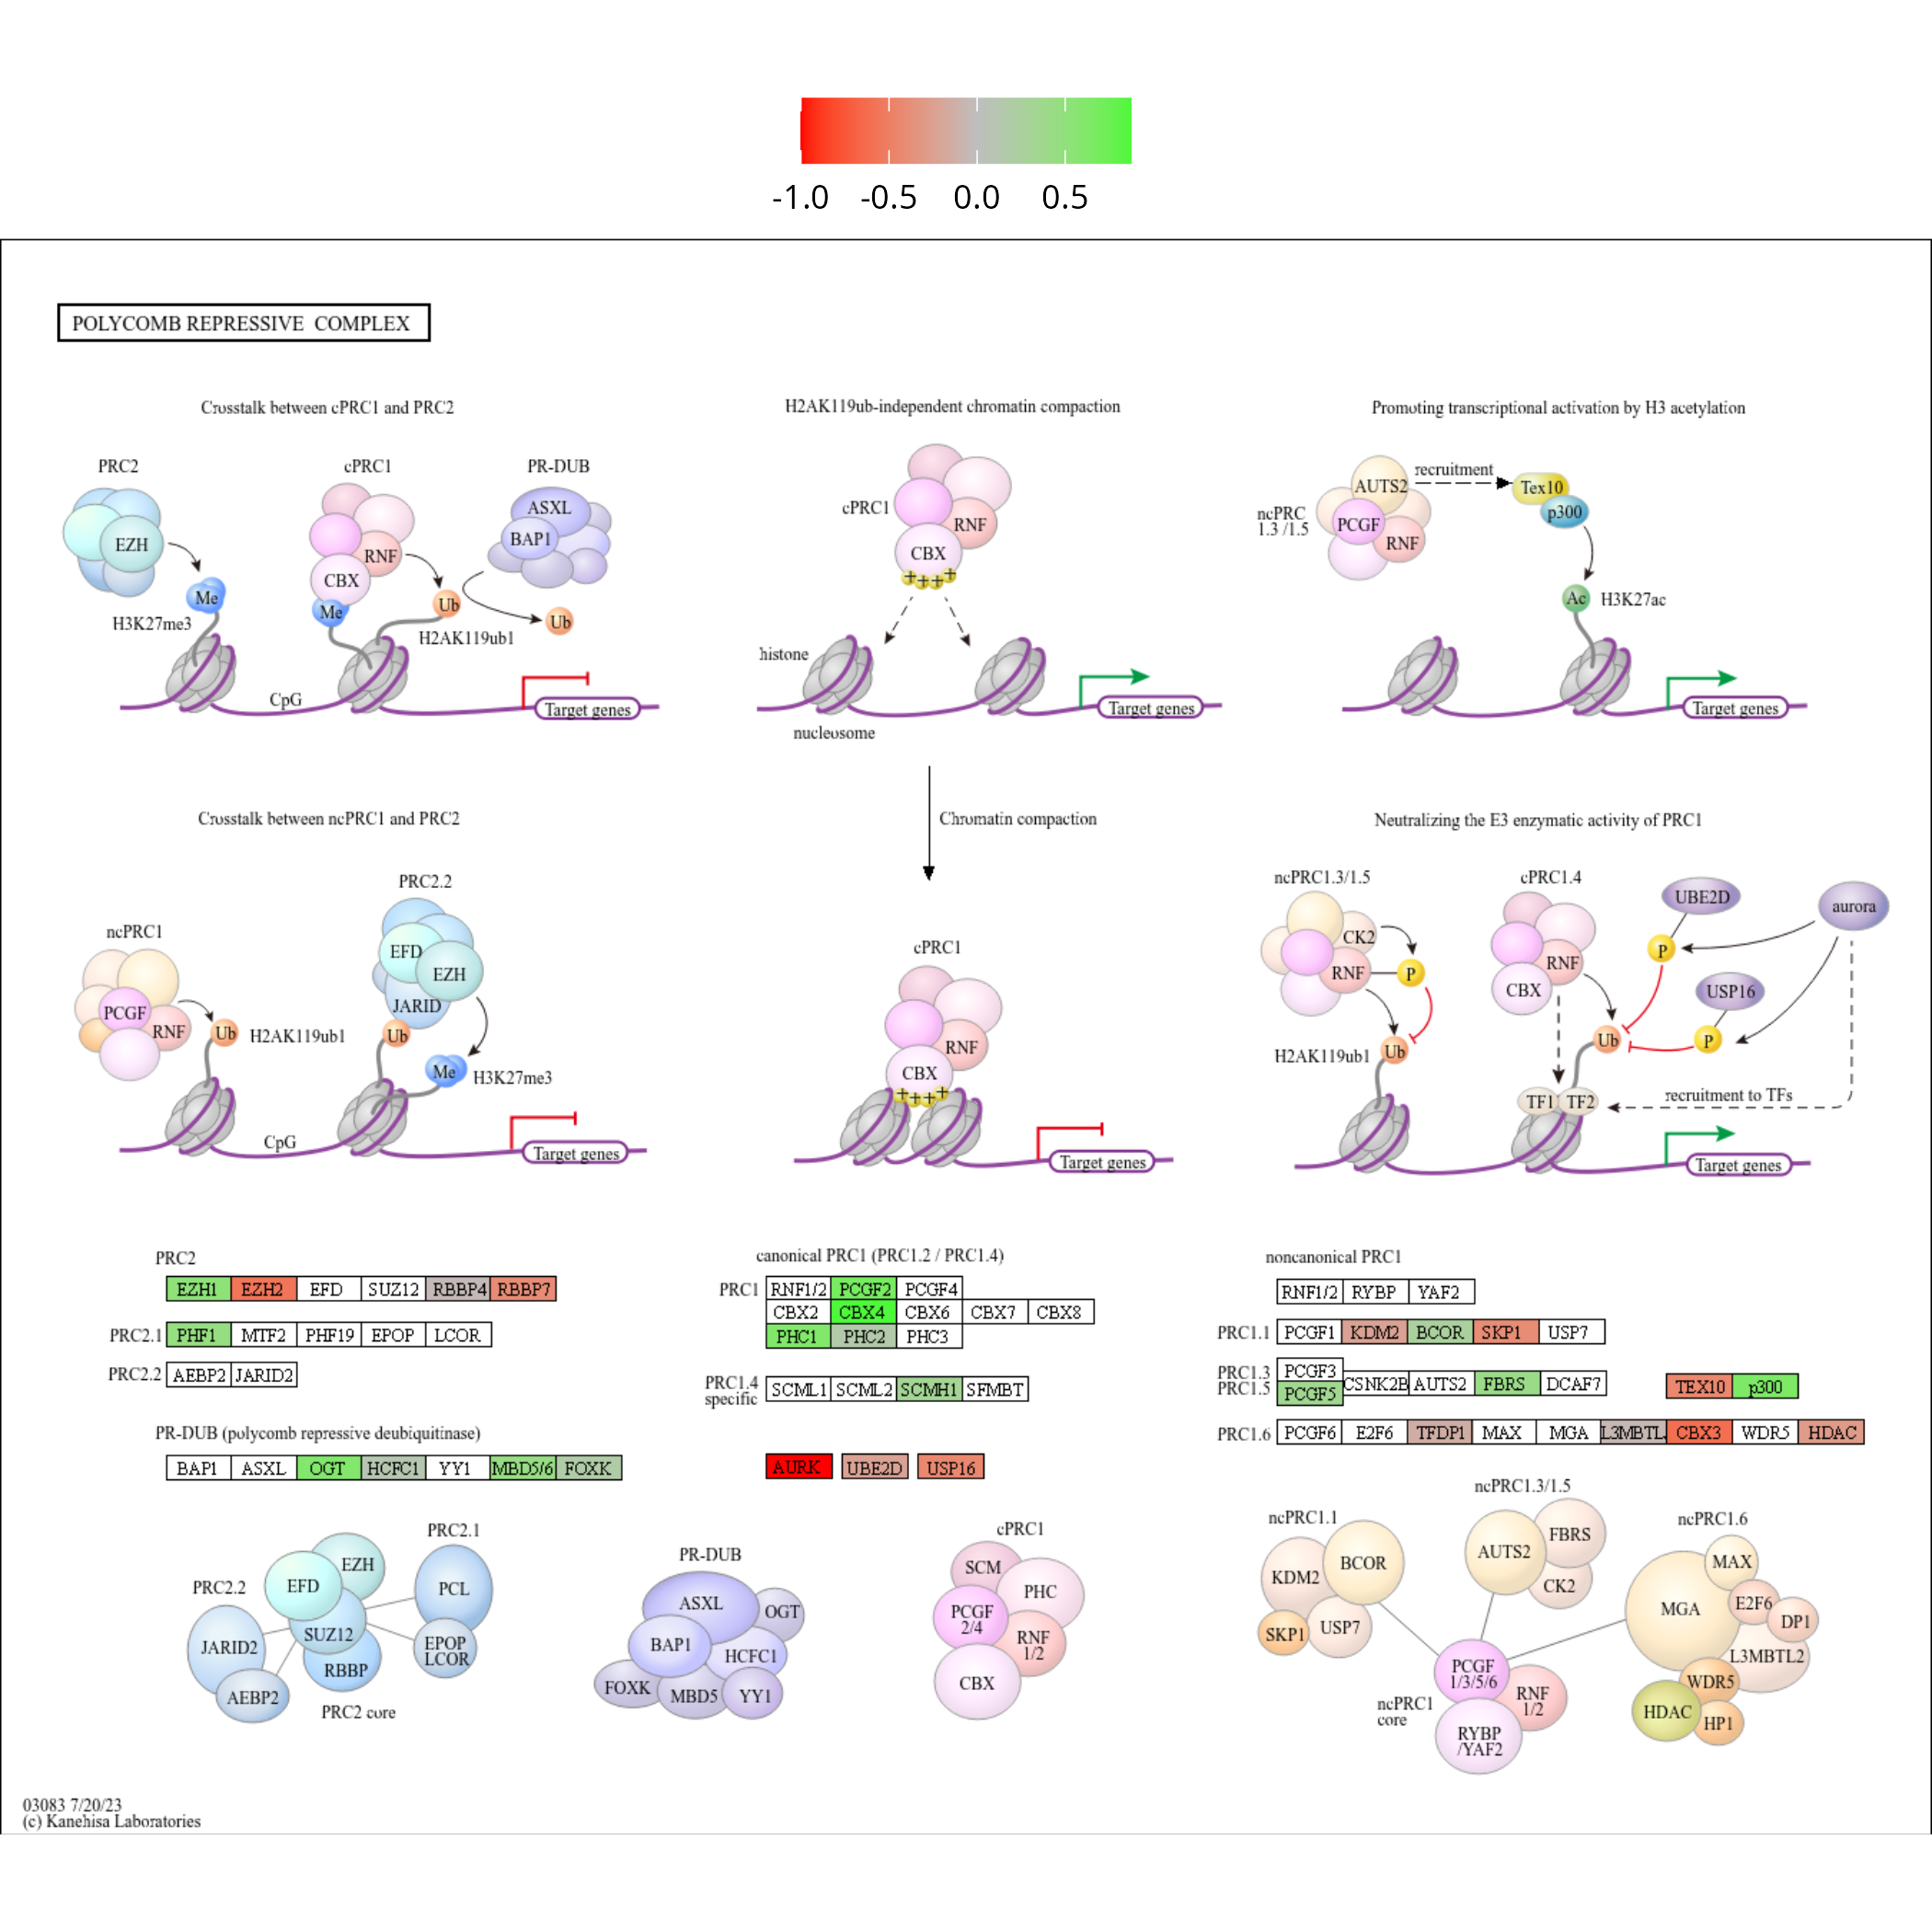 -1.0 -0.5 0.0 0.5
POLYCOMB REPRESSIVE COMPLEX
Crosstalk between cPRC1 and PRC2
PRC2
cPRC1
PR-DUB
EZH
RNF
CBX
ASXL
BAP1
Me
Me
Ub
Ub
H3K27me3
H2AK119ub1
CpG
Target genes
H2AK119ub-independent chromatin compaction
cPRC1
RNF
CBX
++++
histone
nucleosome
Target genes
Chromatin compaction
Promoting transcriptional activation by H3 acetylation
ncPRC
1.3 /1.5
AUTS2
PCGF
RNF
recruitment
Tex10
p300
Ac
H3K27ac
Target genes
Crosstalk between ncPRC1 and PRC2
ncPRC1
PCGF
RNF
Ub
H2AK119ub1
PRC2.2
EFD
EZH
JARID
Ub
Me
H3K27me3
CpG
Target genes
cPRC1
RNF
CBX
++++
Target genes
Neutralizing the E3 enzymatic activity of PRC1
ncPRC1.3/1.5
CK2
RNF
P
H2AK119ub1
Ub
cPRC1.4
RNF
CBX
UBE2D
aurora
P
USP16
P
Ub
TF1 TF2
recruitment to TFs
Target genes
PRC2
EZH1 EZH2 EFD SUZ12 RBBP4 RBBP7
PRC2.1 PHF1 MTF2 PHF19 EPOP LCOR
PRC2.2 AEBP2 JARID2
PR-DUB (polycomb repressive deubiquitinase)
BAP1 ASXL OGT HCFC1 YY1 MBD5/6 FOXK
canonical PRC1 (PRC1.2 / PRC1.4)
PRC1 RNF1/2 PCGF2 PCGF4
CBX2 CBX4 CBX6 CBX7 CBX8
PHC1 PHC2 PHC3
PRC1.4
specific
SCML1 SCML2 SCMH1 SFMBT
AURK UBE2D USP16
noncanonical PRC1
RNF1/2 RYBP YAF2
PRC1.1 PCGF1 KDM2 BCOR SKP1 USP7
PRC1.3 PCGF3
PRC1.5 PCGF5
CSNK2B AUTS2 FBRS DCAF7
TEX10 p300
PRC1.6 PCGF6 E2F6 TFDP1 MAX MGA L3MBTL CBX3 WDR5 HDAC
PRC2.1
PRC2.2
EZH
EFD
PCL
SUZ12
JARID2
EPOP
LCOR
RBBP
AEBP2
PRC2 core
PR-DUB
ASXL
OGT
BAP1
HCFC1
FOXK
MBD5
YY1
cPRC1
SCM
PHC
PCGF
2/4
RNF
1/2
CBX
ncPRC1.1
KDM2
BCOR
SKP1
USP7
ncPRC1.3/1.5
AUTS2
FBRS
CK2
ncPRC1.6
MAX
MGA
E2F6
DP1
L3MBTL2
WDR5
HDAC
HP1
PCGF
1/3/5/6
RNF
1/2
ncPRC1
core
RYBP
/YAF2
03083 7/20/23
(c) Kanehisa Laboratories